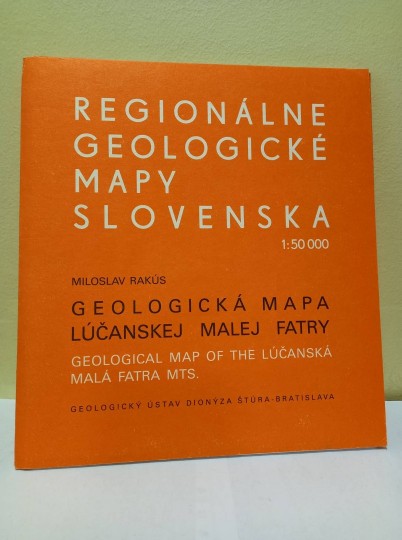 REGIONÁLNE
GEOLOGICKÉ
MAPY
SLOVENSKA
1:50 000
MILOSLAV RAKÚS
GEOLOGICKÁ MAPA
LÚČANSKEJ MALEJ FATRY
GEOLOGICAL MAP OF THE LÚČANSKÁ
MALÁ FATRA MTS.
GEOLOGICKÝ ÚSTAV DIONÝZA ŠTÚRA-BRATISLAVA